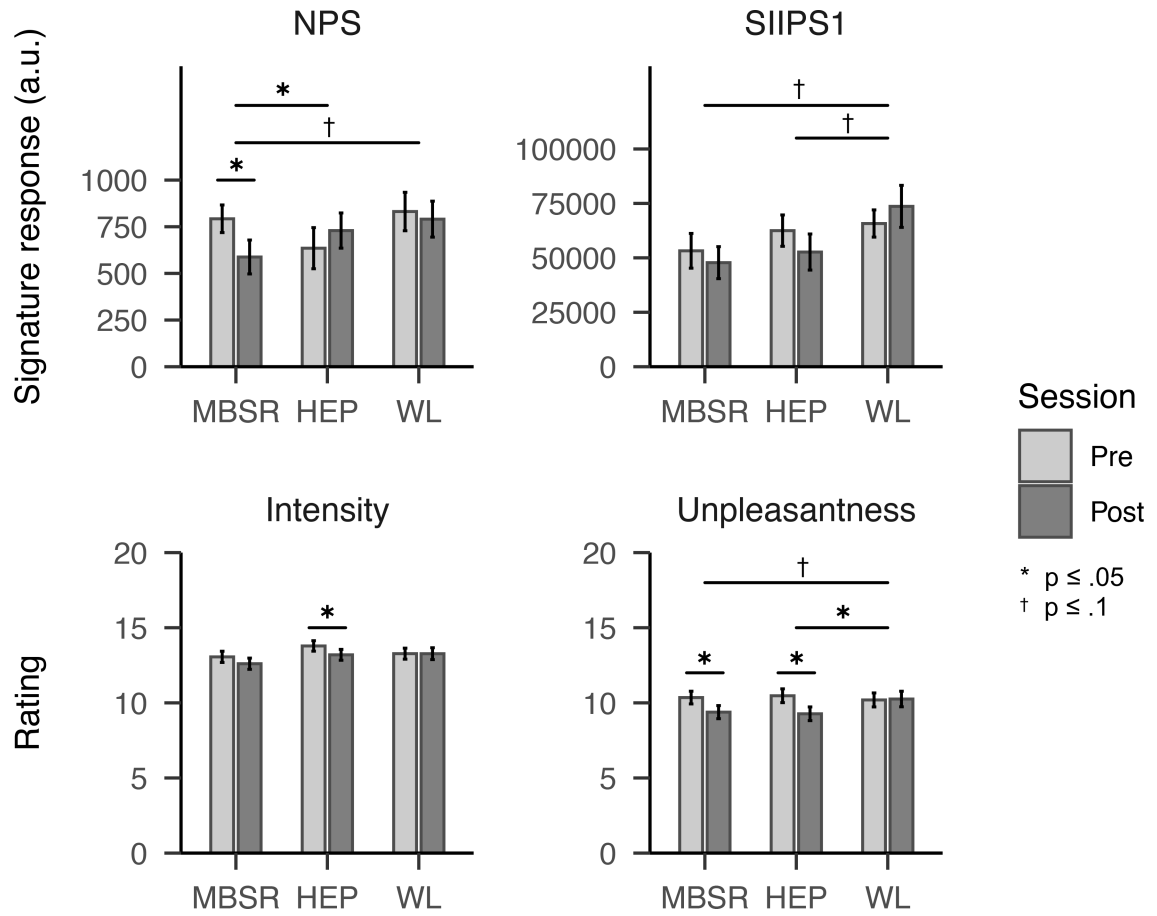 NPS
SIIPS1
Signature response (a.u.)
* 
†
*
1000
750
500
250
0
MBSR HEP WL
†
†
100000
75000
50000
25000
0
MBSR HEP WL
Intensity
Unpleasantness
Rating
20
15
10
5
0
*
MBSR HEP WL
20
15
10
5
0
†
*
* *
MBSR HEP WL
Session
Pre
Post
* p ≤ .05
† p ≤ .1